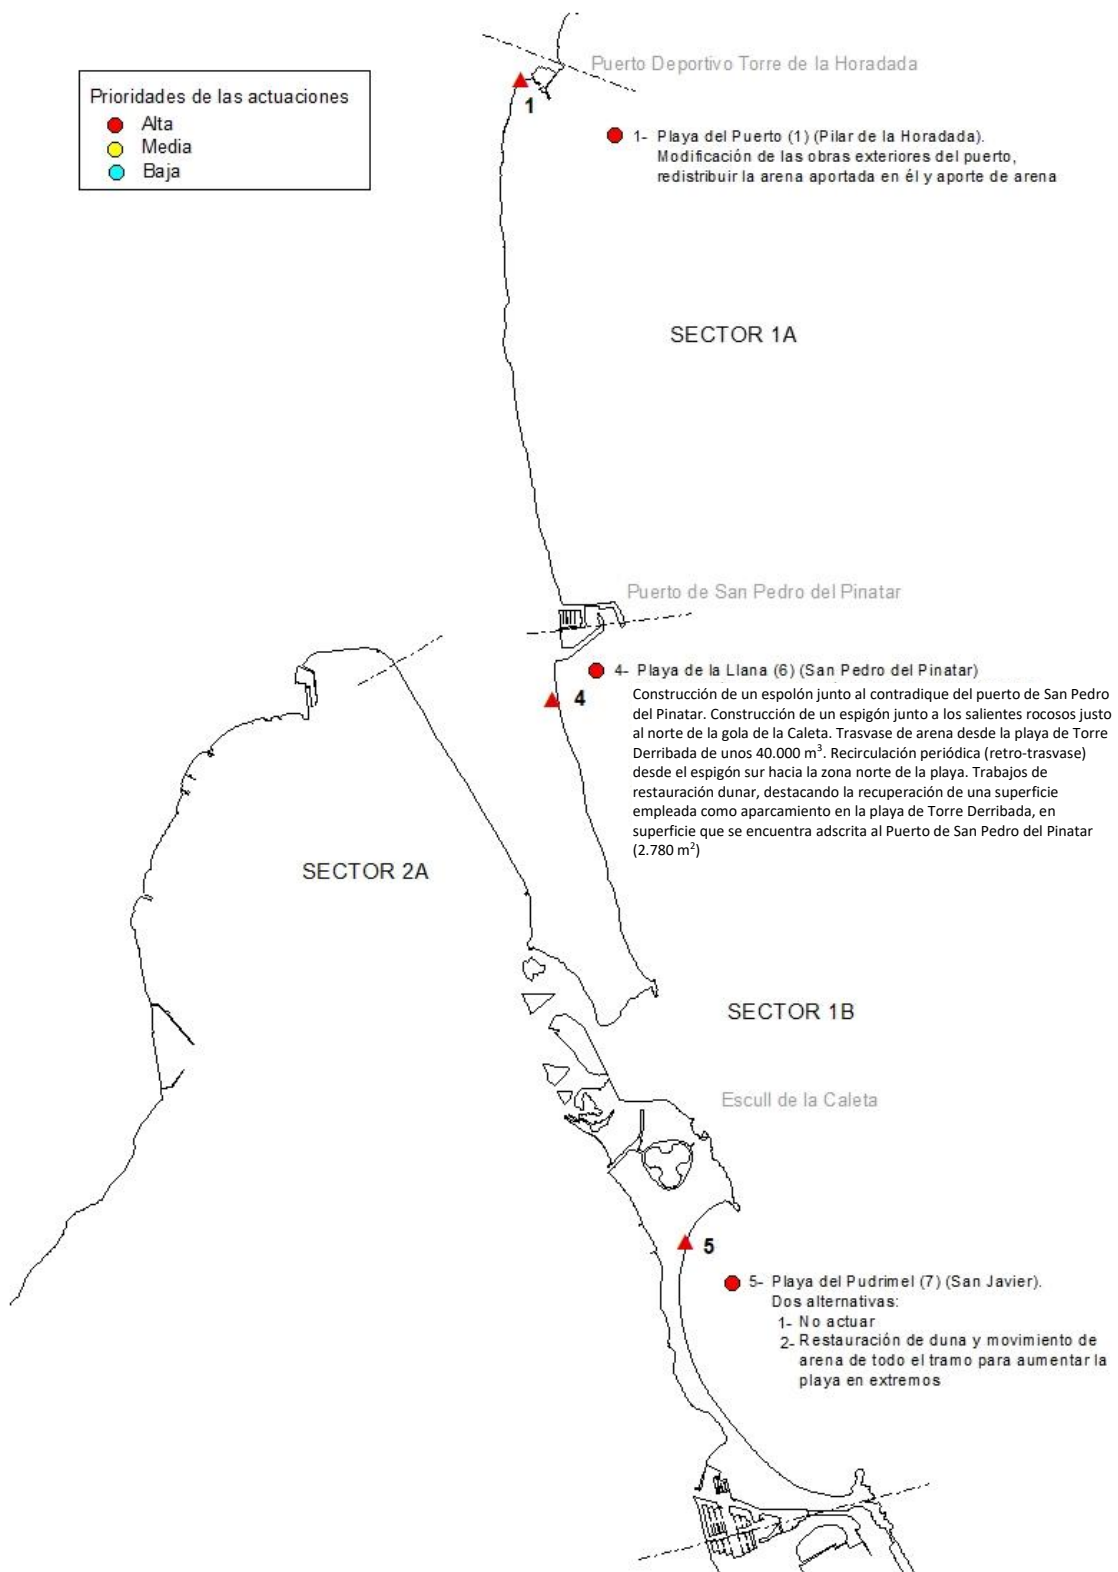 Puerto Deportivo Torre de la Horadada
Prioridades de las actuaciones
Alta
Media
Baja
1
1- Playa del Puerto (1) (Pilar de la Horadada).
Modificación de las obras exteriores del puerto,
redistribuir la arena aportada en él y aporte de arena
SECTOR 1A
Puerto de San Pedro del Pinatar
4- Playa de la Llana (6) (San Pedro del Pinatar)
4
Construcción de un espolón junto al contradique del puerto de San Pedro
del Pinatar. Construcción de un espigón junto a los salientes rocosos justo
al norte de la gola de la Caleta. Trasvase de arena desde la playa de Torre
Derribada de unos 40.000 m³. Recirculación periódica (retro-trasvase)
desde el espigón sur hacia la zona norte de la playa. Trabajos de
restauración dunar, destacando la recuperación de una superficie
empleada como aparcamiento en la playa de Torre Derribada, en
superficie que se encuentra adscrita al Puerto de San Pedro del Pinatar
(2.780 m²)
SECTOR 2A
SECTOR 1B
Escull de la Caleta
5
5- Playa del Pudrimel (7) (San Javier).
Dos alternativas:
1- No actuar
2- Restauración de duna y movimiento de
arena de todo el tramo para aumentar la
playa en extremos